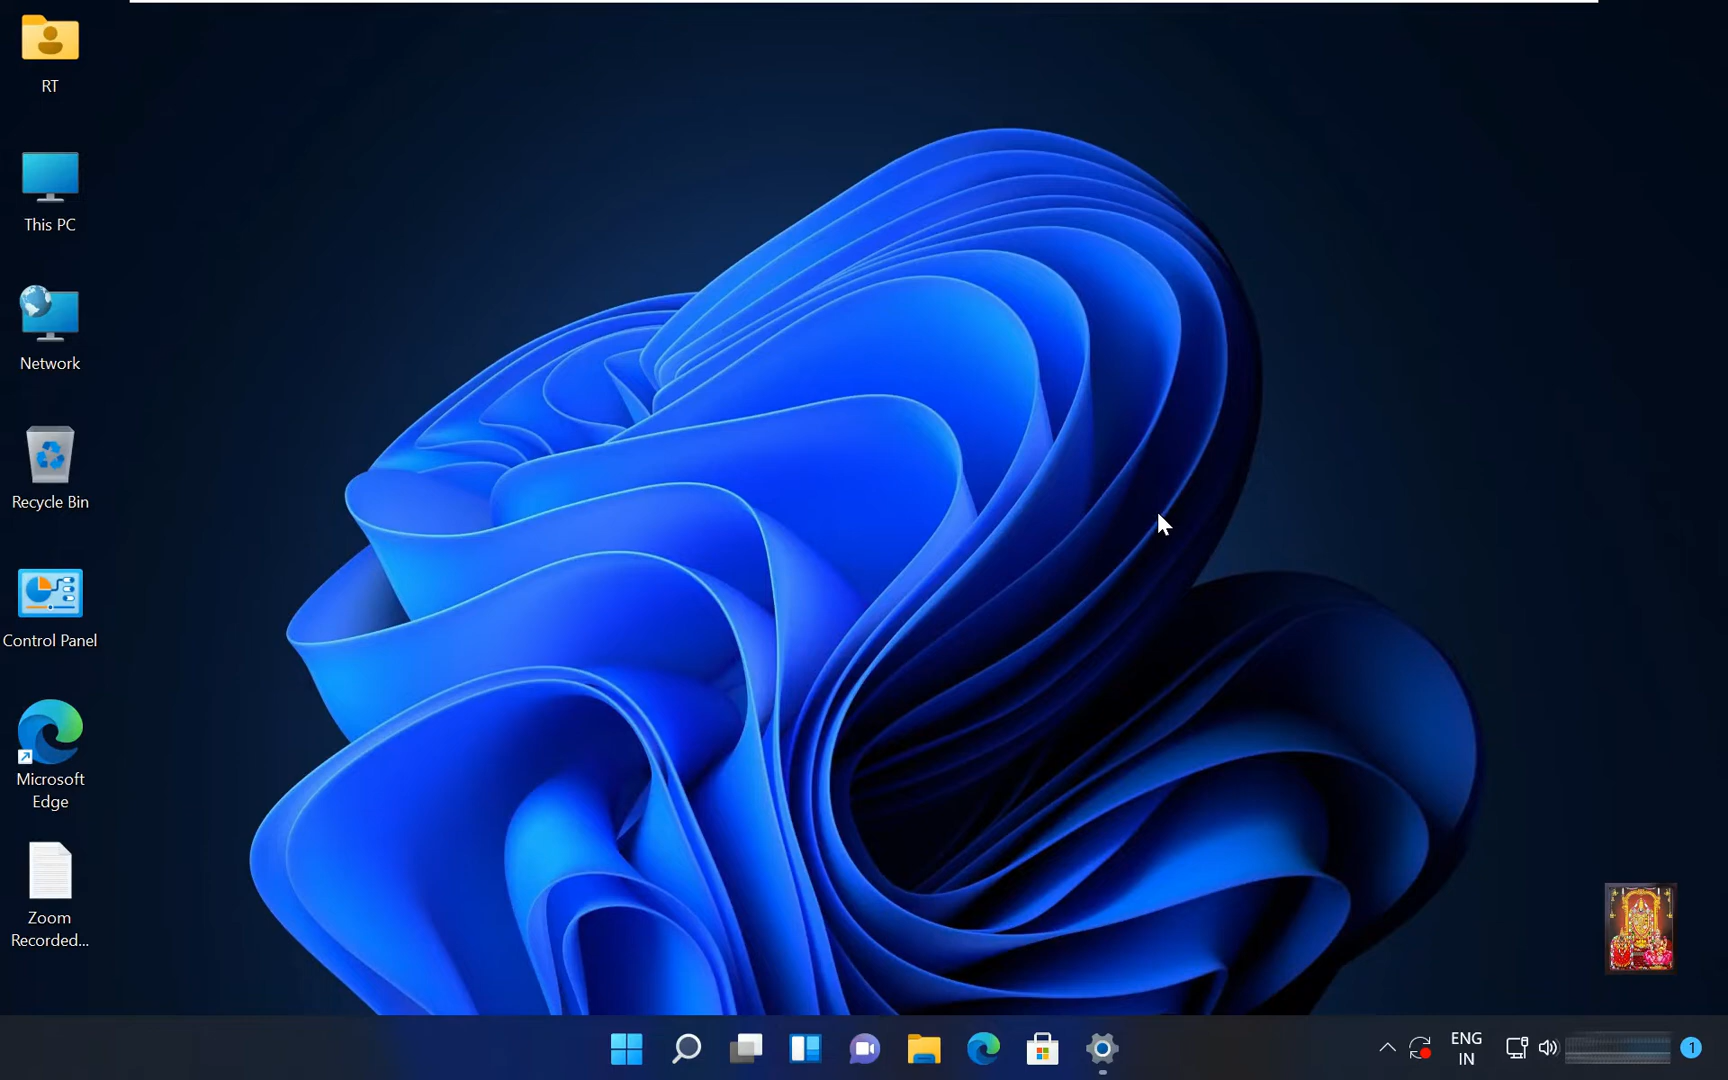 RT
This PC
Network
Recycle Bin
Control Panel
Microsoft
Edge
Zoom
Recorded...
ENG
IN
1